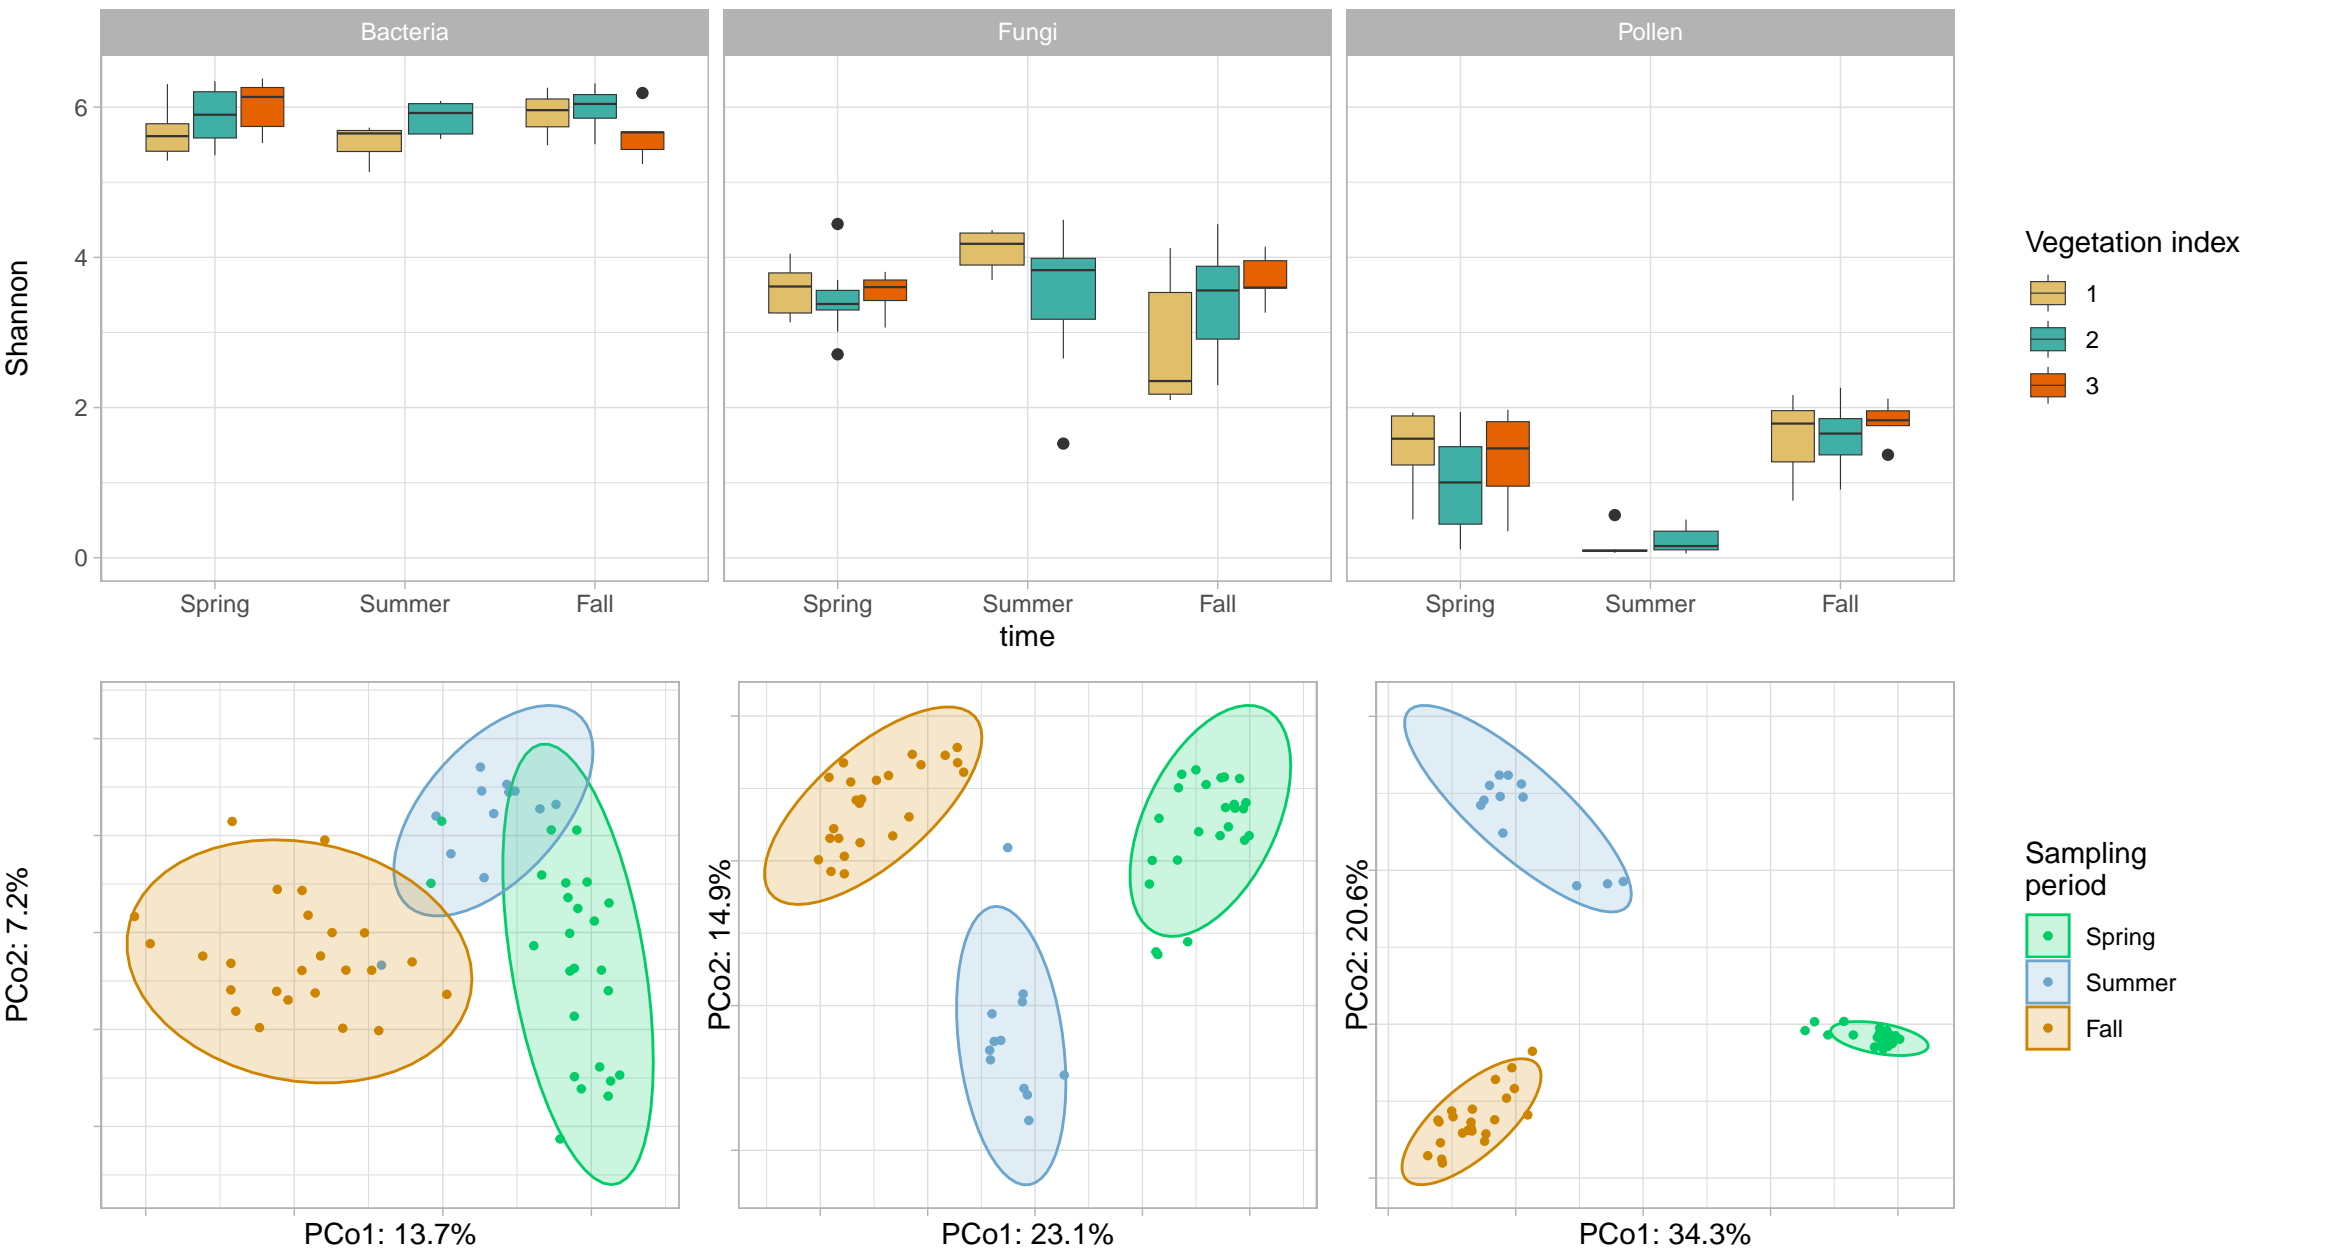 Bacteria
Fungi
Pollen
Shannon
6
4
2
0
Spring
Summer
Fall
Spring
Summer
Fall
Spring
Summer
Fall
time
Vegetation index
1
2
3
PCo2: 7.2%
PCo1: 13.7%
PCo2: 14.9%
PCo1: 23.1%
PCo2: 20.6%
PCo1: 34.3%
Sampling
period
Spring
Summer
Fall